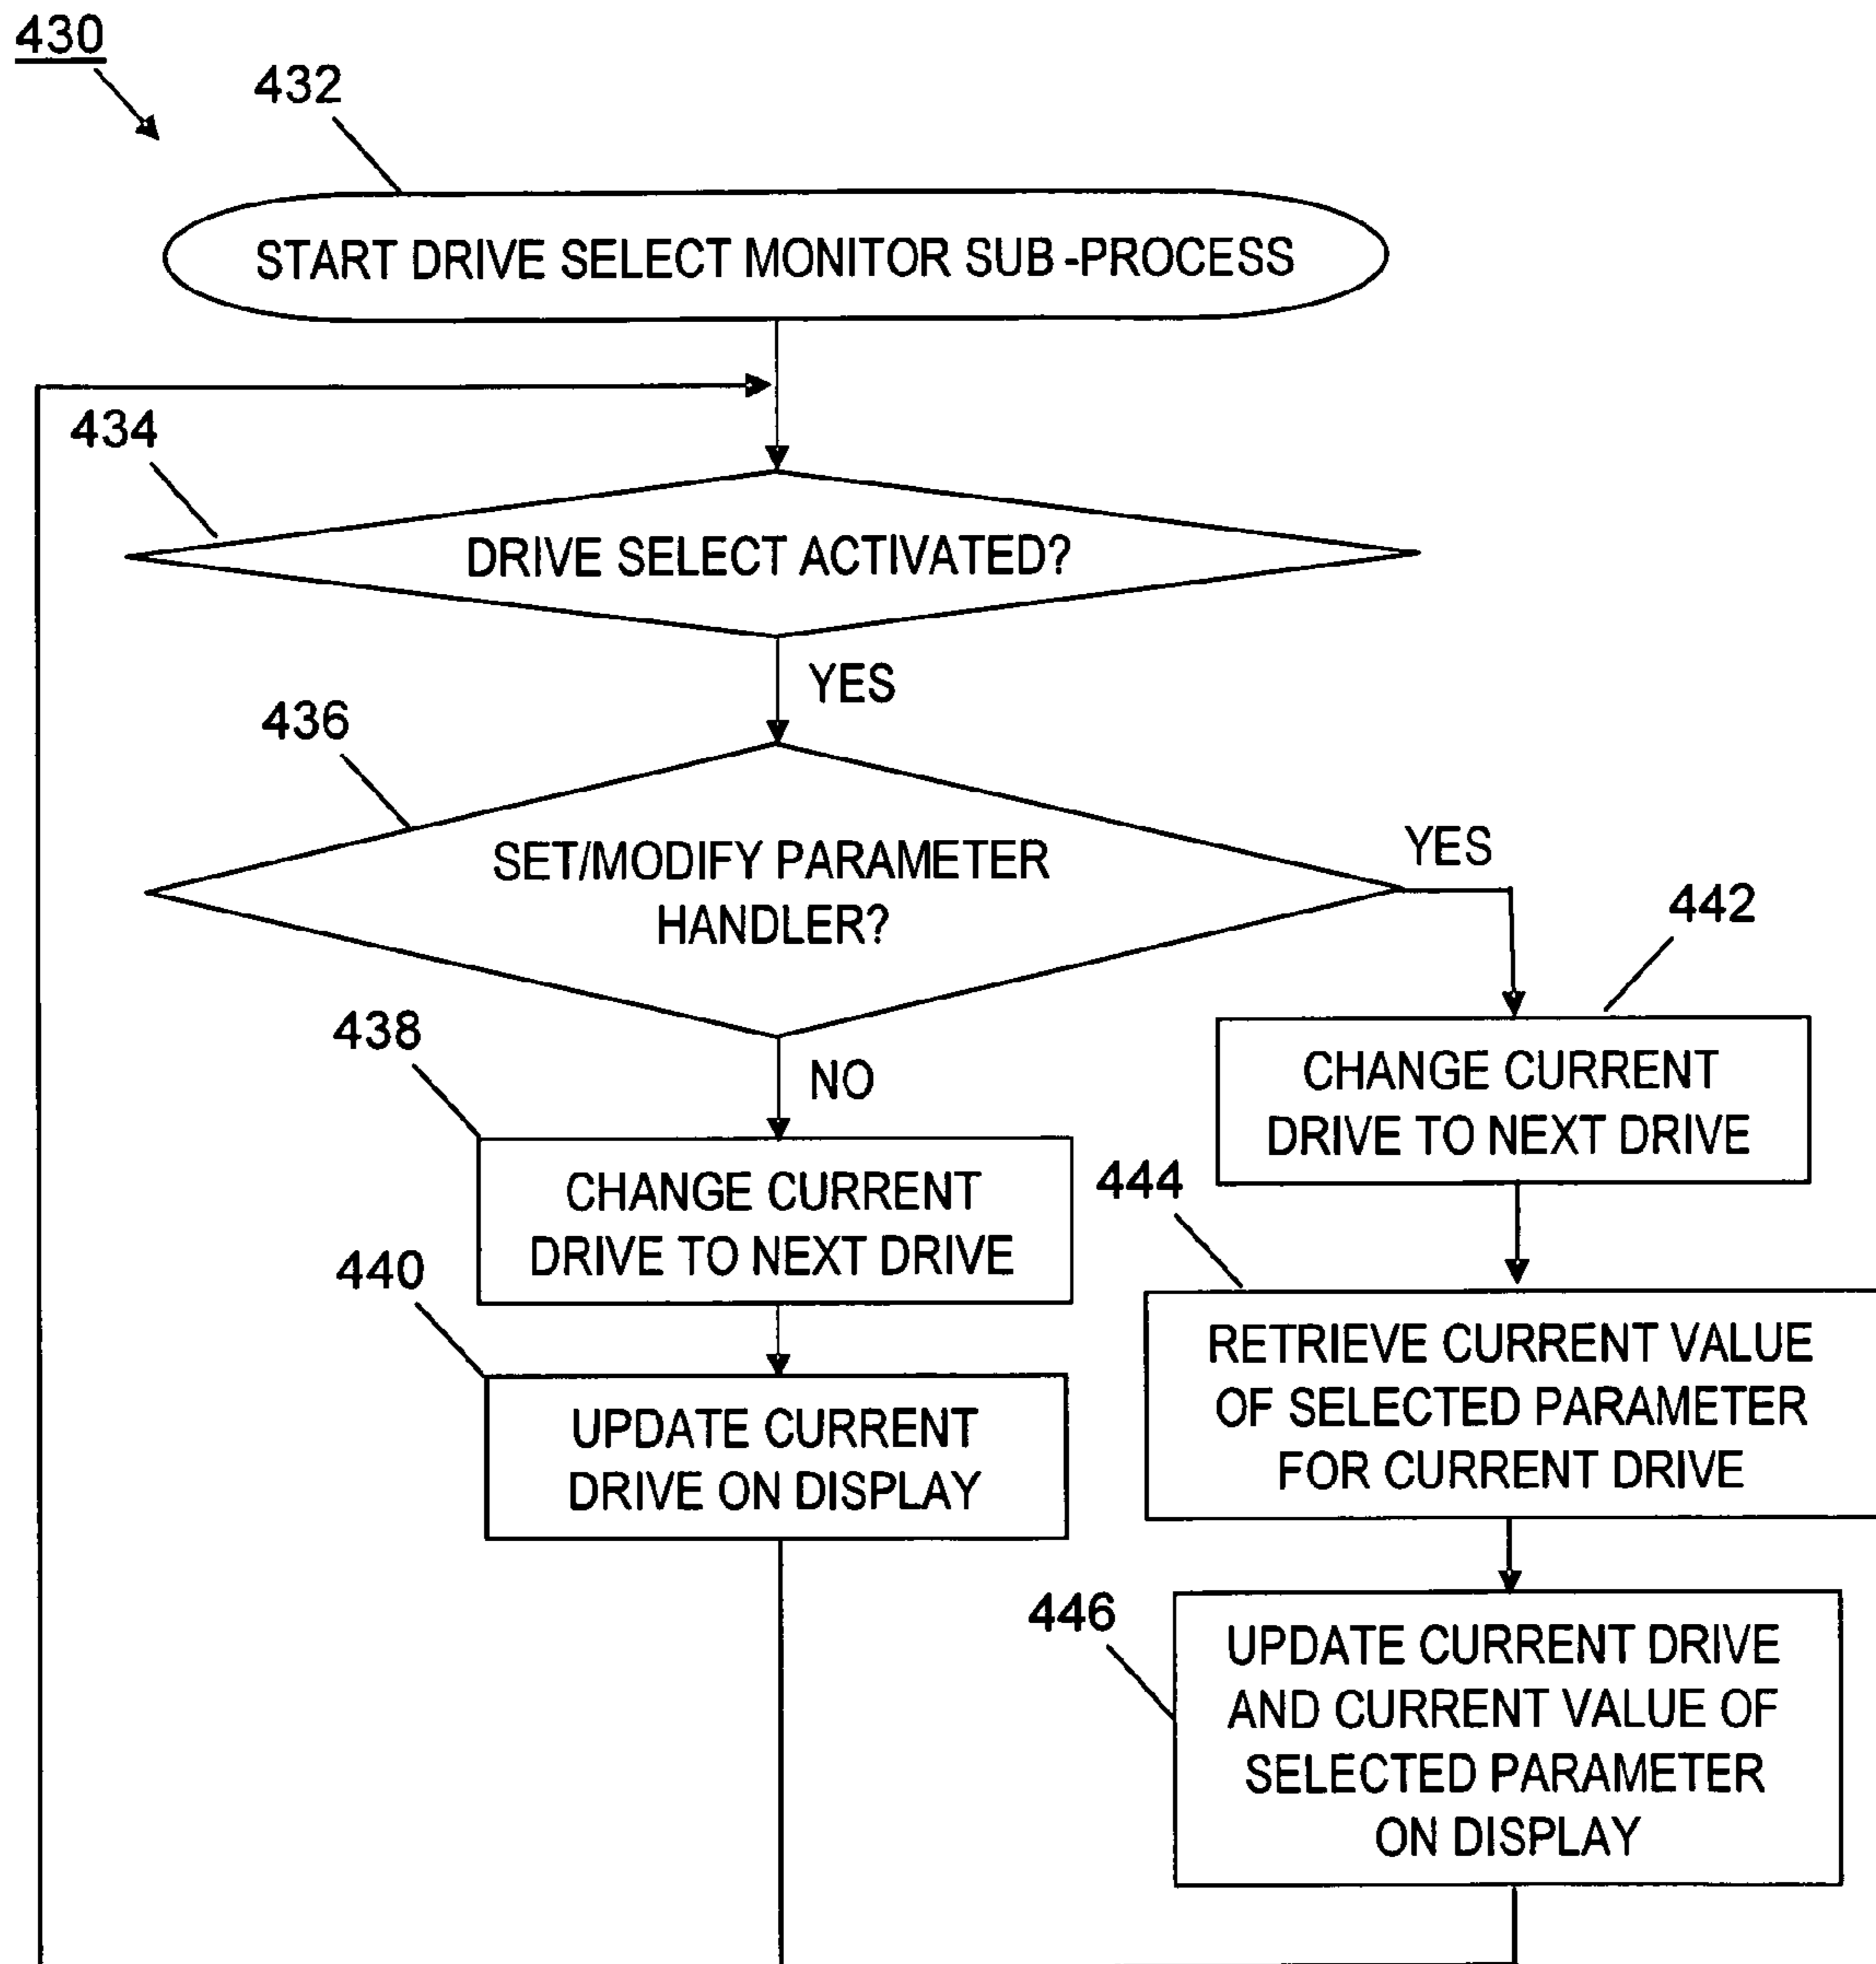 430
432
START DRIVE SELECT MONITOR SUB-PROCESS
434
DRIVE SELECT ACTIVATED?
YES
436
SET/MODIFY PARAMETER
HANDLER?
YES
442
438
NO
CHANGE CURRENT
DRIVE TO NEXT DRIVE
CHANGE CURRENT
DRIVE TO NEXT DRIVE
444
440
RETRIEVE CURRENT VALUE
OF SELECTED PARAMETER
FOR CURRENT DRIVE
UPDATE CURRENT
DRIVE ON DISPLAY
446
UPDATE CURRENT DRIVE
AND CURRENT VALUE OF
SELECTED PARAMETER
ON DISPLAY